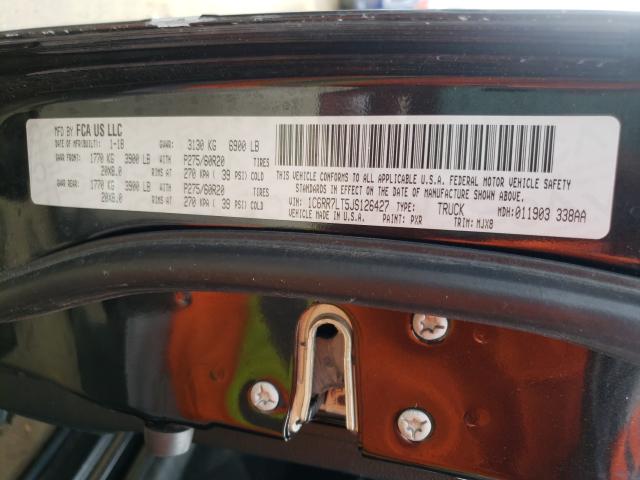 MFD BY FCA US LLC
DATE OF MFR(BUILT): 1-18 GVWR: 3130 KG 6900 LB
GAWR FRONT: 1770 KG 3900 LB P275/60R20 TIRES
20X8.0 RIMS AT 270 KPA ( 39 PSI) COLD
GAWR REAR: 1770 KG 3900 LB P275/60R20 TIRES
20X8.0 RIMS AT 270 KPA ( 39 PSI) COLD
THIS VEHICLE CONFORMS TO ALL APPLICABLE U.S.A. FEDERAL MOTOR VEHICLE SAFETY
STANDARDS IN EFFECT ON THE DATE OF MANUFACTURE SHOWN ABOVE.
VIN: 1C6RR7LT5JS126427 TYPE: TRUCK MDH:011903 338AA
VEHICLE MADE IN U.S.A. PAINT: PXR TRIM: MJX8